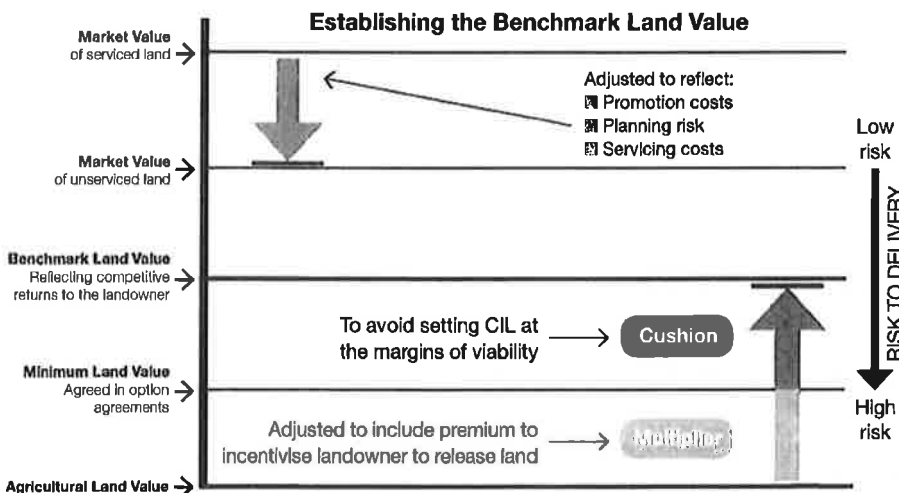 Establishing the Benchmark Land Value
Market Value
of serviced land
Adjusted to reflect:
Promotion costs
Planning risk
Servicing costs
Low
risk
Market Value
of unserviced land
RISK TO DELIVERY
Benchmark Land Value
Reflecting competitive
returns to the landowner
To avoid setting CIL at
the margins of viability
Cushion
Minimum Land Value
Agreed in option
agreements
High
risk
Adjusted to include premium to
incentivise landowner to release land
Multiplier
Agricultural Land Value